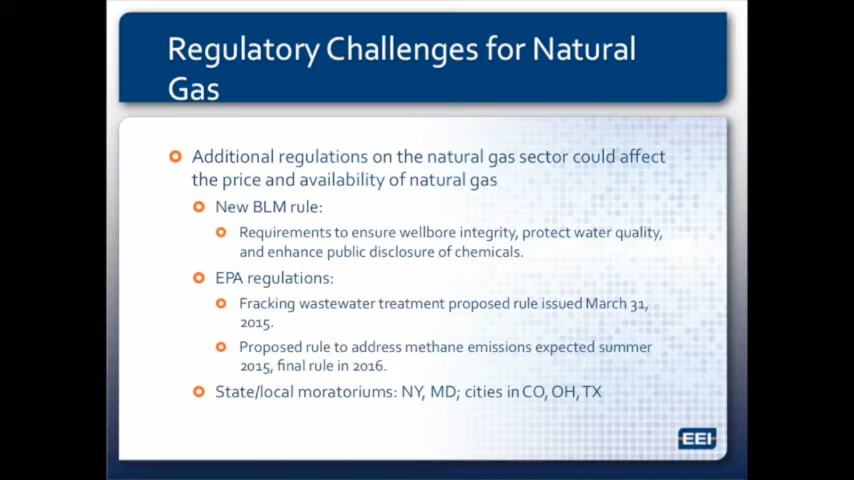 Regulatory Challenges for Natural
Gas
Additional regulations on the natural gas sector could affect
the price and availability of natural gas
New BLM rule:
Requirements to ensure wellbore integrity, protect water quality,
and enhance public disclosure of chemicals.
EPA regulations:
Fracking wastewater treatment proposed rule issued March 31,
2015.
Proposed rule to address methane emissions expected summer
2015, final rule in 2016.
State/local moratoriums: NY, MD; cities in CO, OH, TX
EEI